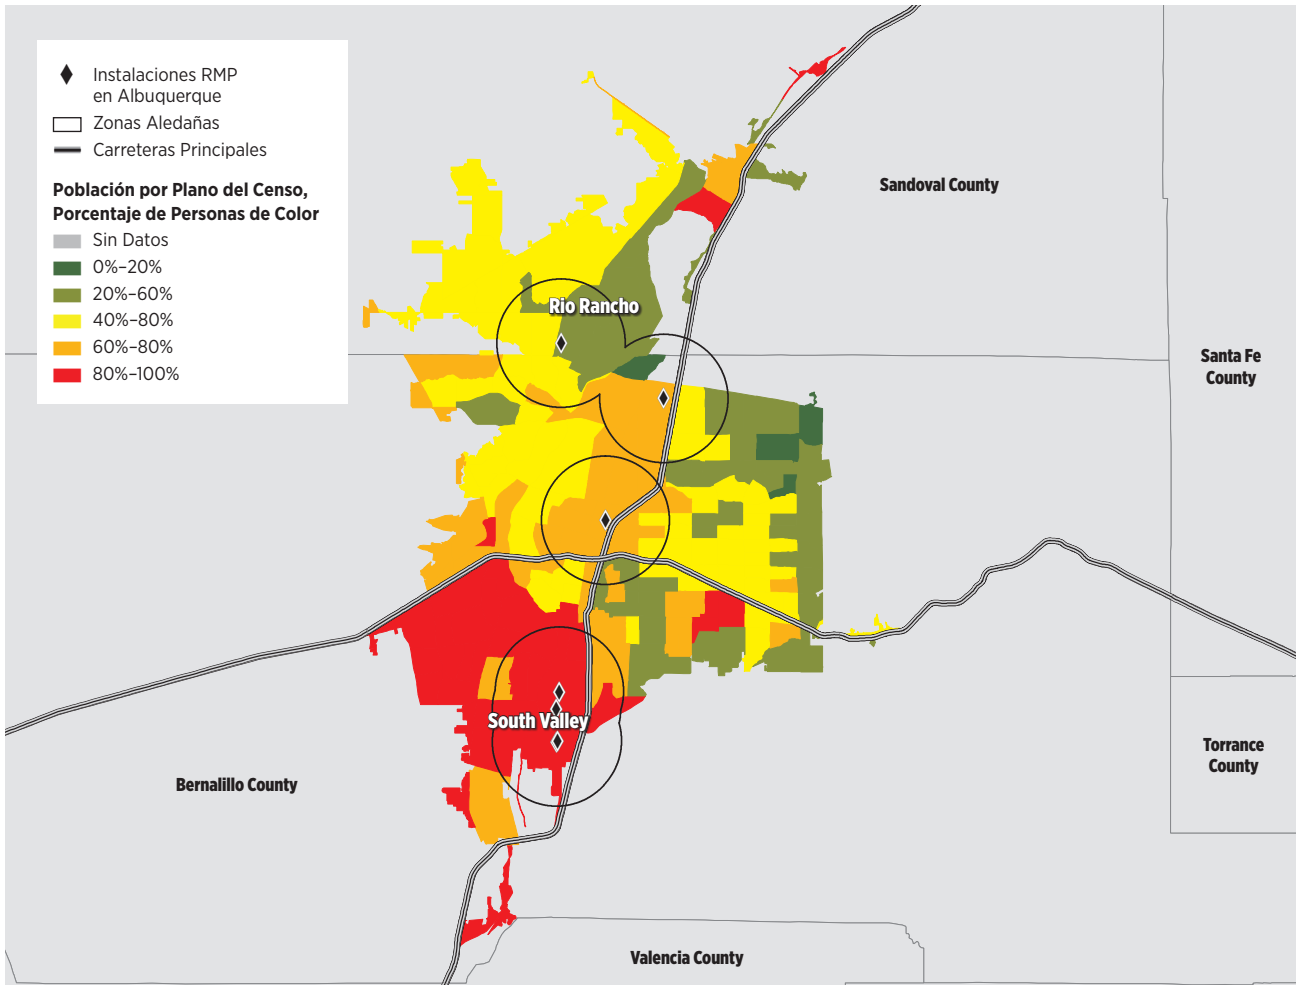 Instalaciones RMP
en Albuquerque
Zonas Aledañas
Carreteras Principales
Población por Plano del Censo,
Porcentaje de Personas de Color
Sin Datos
0%–20%
20%–60%
40%–80%
60%–80%
80%–100%
Sandoval County
Rio Rancho
Santa Fe
County
South Valley
Bernalillo County
Torrance
County
Valencia County